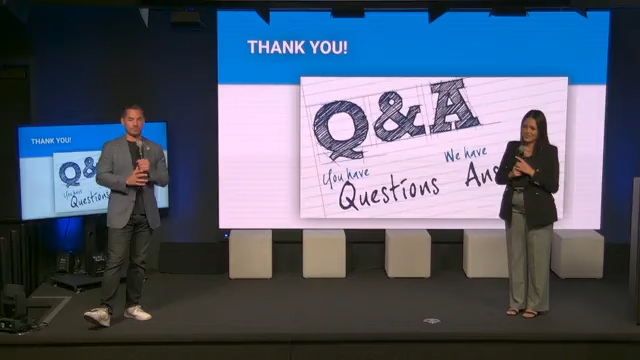 THANK YOU!
Q&A
You have
Questions
We have
Ans
THANK YOU!
Q&
You have
Questions